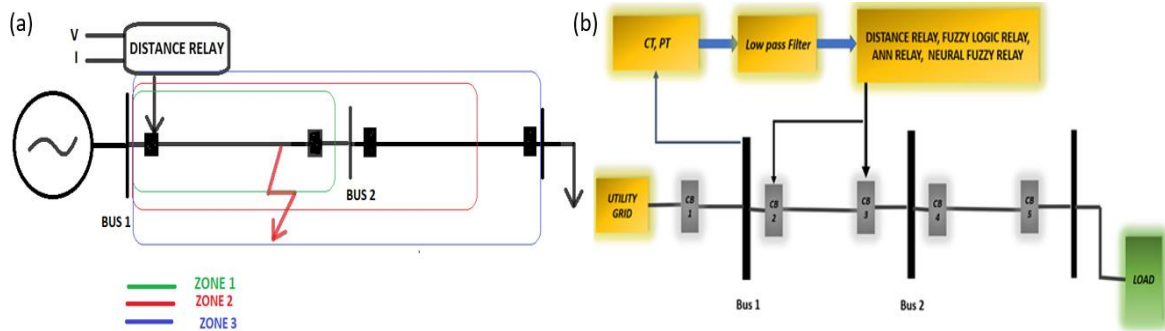 (a)
V
I
DISTANCE RELAY
BUS 1
BUS 2
ZONE 1
ZONE 2
ZONE 3
(b)
CT, PT
Low pass Filter
DISTANCE RELAY, FUZZY LOGIC RELAY,
ANN RELAY, NEURAL FUZZY RELAY
UTILITY
GRID
CB
1
CB
2
CB
3
CB
4
CB
5
Bus 1
Bus 2
LOAD